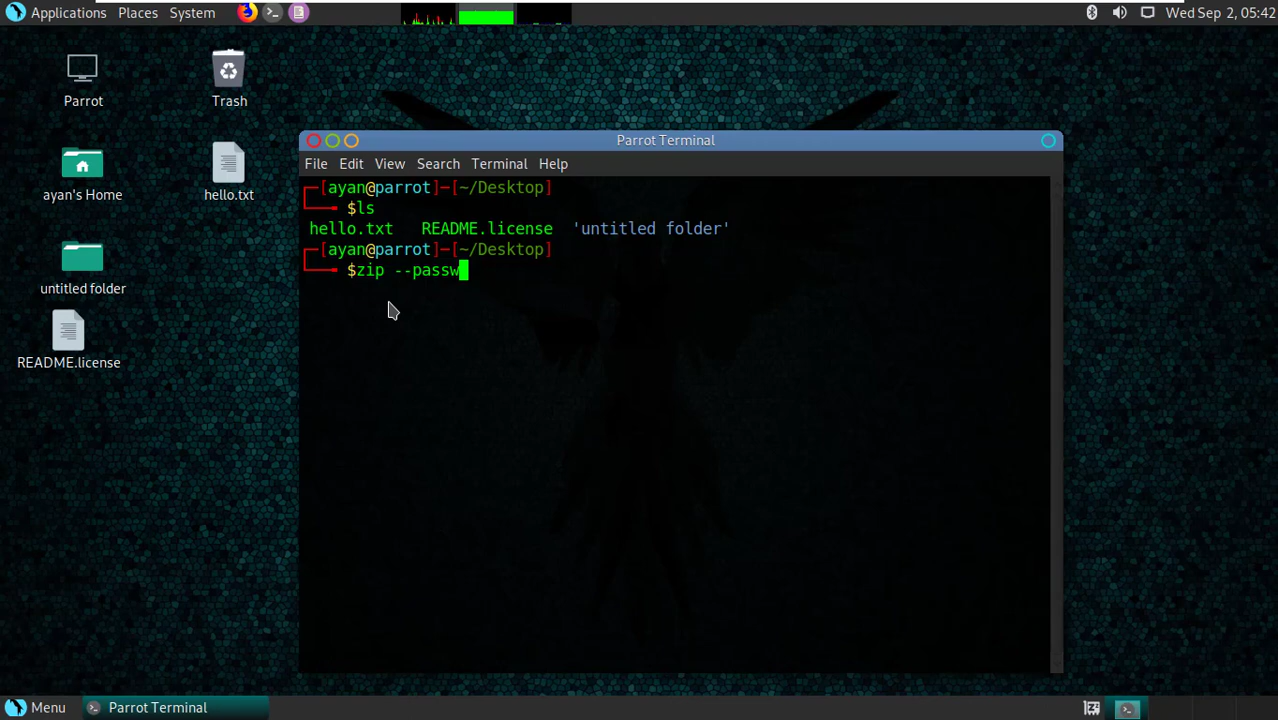 Applications Places System Wed Sep 2, 05:42
Parrot
Trash
ayan's Home
hello.txt
untitled folder
README.license
Parrot Terminal
File Edit View Search Terminal Help
┌─[ayan@parrot]─[~/Desktop]
└──╼ $ls
hello.txt README.license 'untitled folder'
┌─[ayan@parrot]─[~/Desktop]
└──╼ $zip --passw
Menu Parrot Terminal